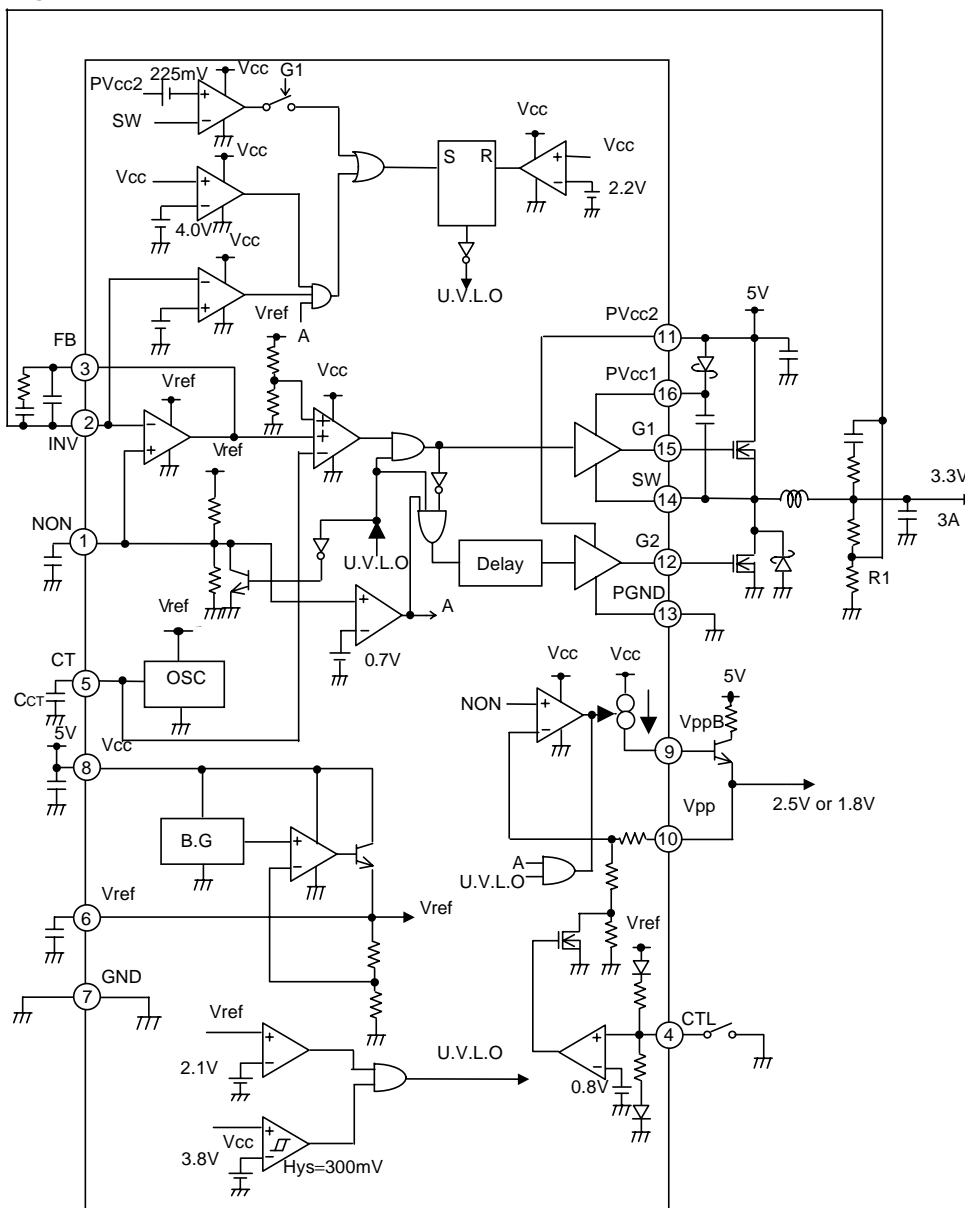 225mV
Vcc
G1
PVcc2
SW
Vcc
Vcc
4.0V
Vcc
S R
Vcc
Vcc
2.2V
U.V.L.O
Vref
A
FB
3
2
INV
Vref
Vref
Vcc
NON
1
Vref
U.V.L.O
Delay
A
0.7V
CT
5
CCT
OSC
5V
PVcc2
11
PVcc1
16
G1
15
SW
14
3.3V
3A
G2
12
PGND
13
R1
5V
Vcc
8
B.G
Vref
6
Vref
GND
7
Vcc
Vcc
NON
VppB
9
5V
Vpp
10
2.5V or 1.8V
A
U.V.L.O
Vref
CTL
4
0.8V
Vref
2.1V
U.V.L.O
Vcc
3.8V
Hys=300mV